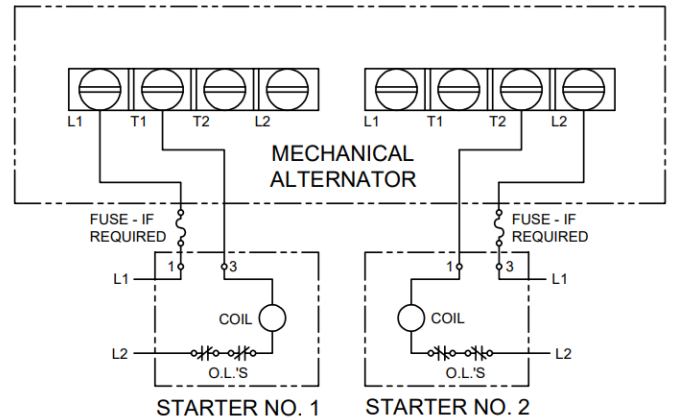 L1 T1 T2 L2 L1 T1 T2 L2
MECHANICAL
ALTERNATOR
FUSE - IF
REQUIRED
FUSE - IF
REQUIRED
1 3 1 3
L1 L1
COIL COIL
L2 L2
O.L.'S O.L.'S
STARTER NO. 1 STARTER NO. 2